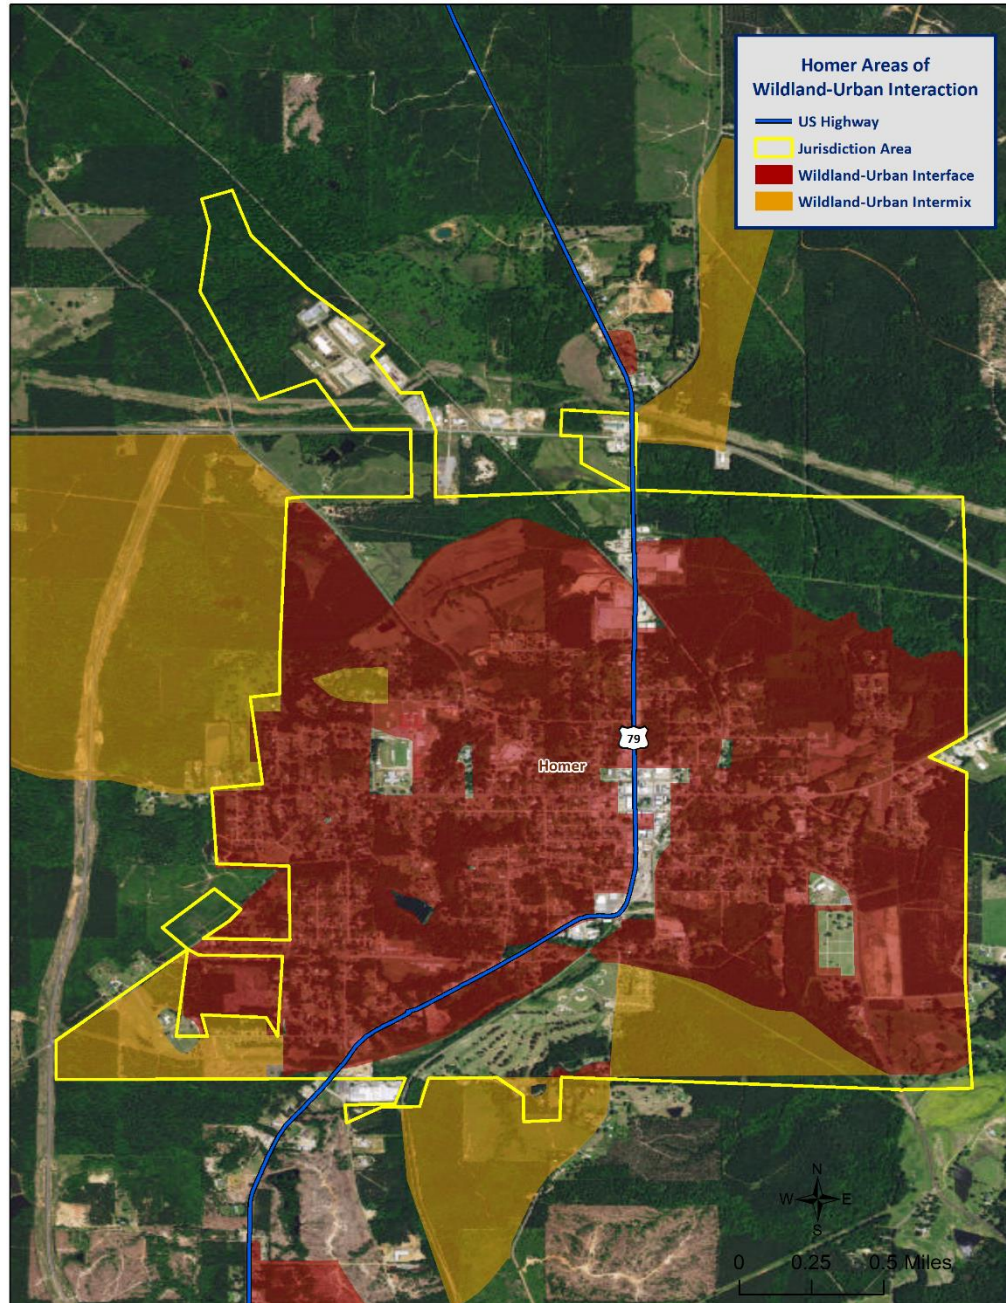 Homer Areas of
Wildland-Urban Interaction
US Highway
Jurisdiction Area
Wildland-Urban Interface
Wildland-Urban Intermix
79
Homer
N
W E
S
0 0.25 0.5 Miles